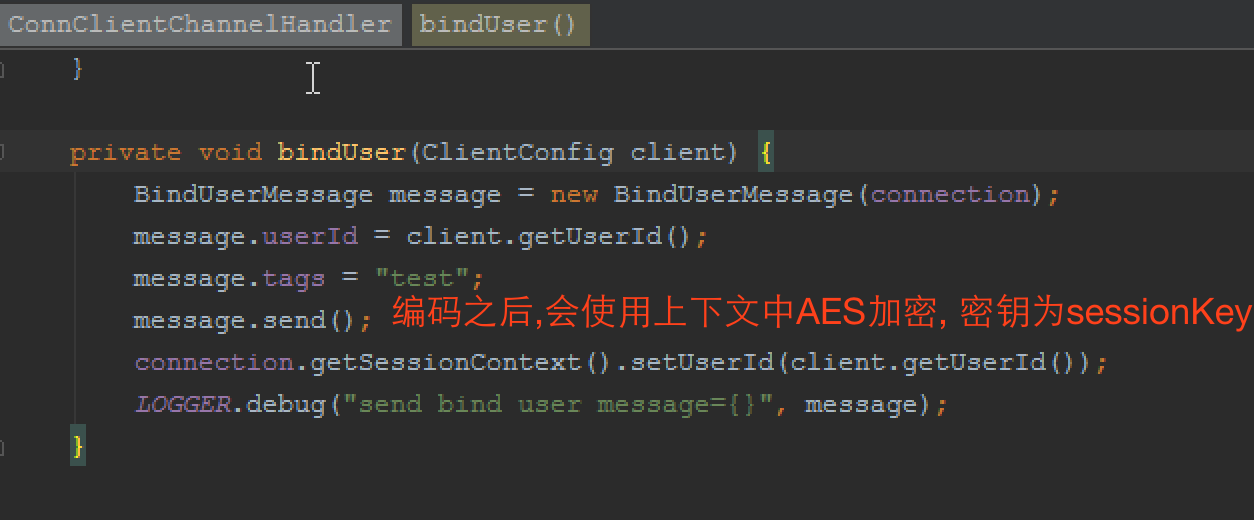 ConnClientChannelHandler bindUser()
}
private void bindUser(ClientConfig client) {
BindUserMessage message = new BindUserMessage(connection);
message.userId = client.getUserId();
message.tags = "test";
message.send(); 编码之后,会使用上下文中AES加密, 密钥为sessionKey
connection.getSessionContext().setUserId(client.getUserId());
LOGGER.debug("send bind user message={}", message);
}